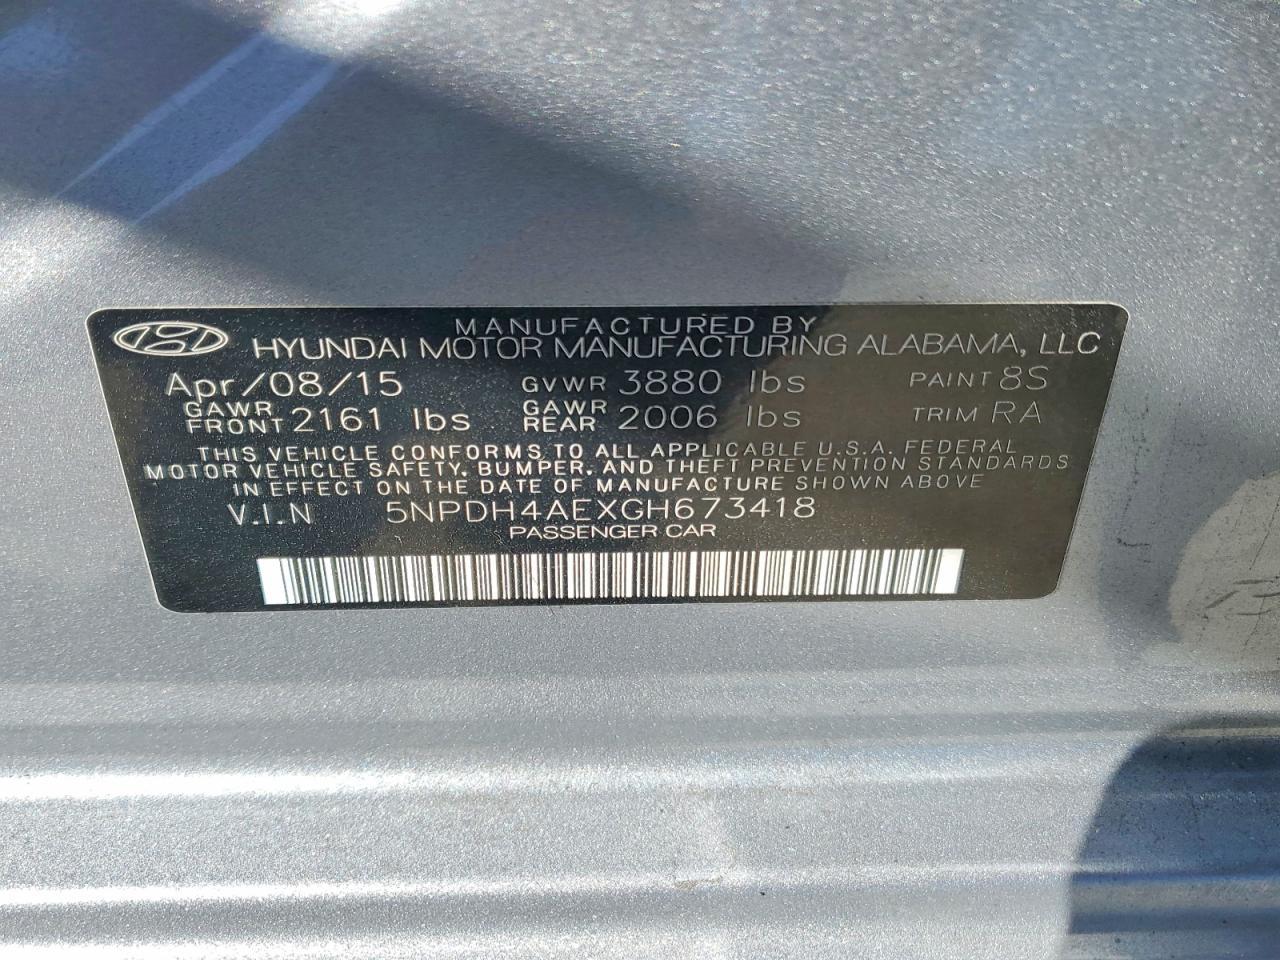 MANUFACTURED BY
HYUNDAI MOTOR MANUFACTURING ALABAMA, LLC
Apr/08/15 GVWR 3880 lbs PAINT 8S
GAWR FRONT 2161 lbs GAWR REAR 2006 lbs TRIM RA
THIS VEHICLE CONFORMS TO ALL APPLICABLE U.S.A. FEDERAL
MOTOR VEHICLE SAFETY, BUMPER, AND THEFT PREVENTION STANDARDS
IN EFFECT ON THE DATE OF MANUFACTURE SHOWN ABOVE
V.I.N 5NPDH4AEXGH673418
PASSENGER CAR